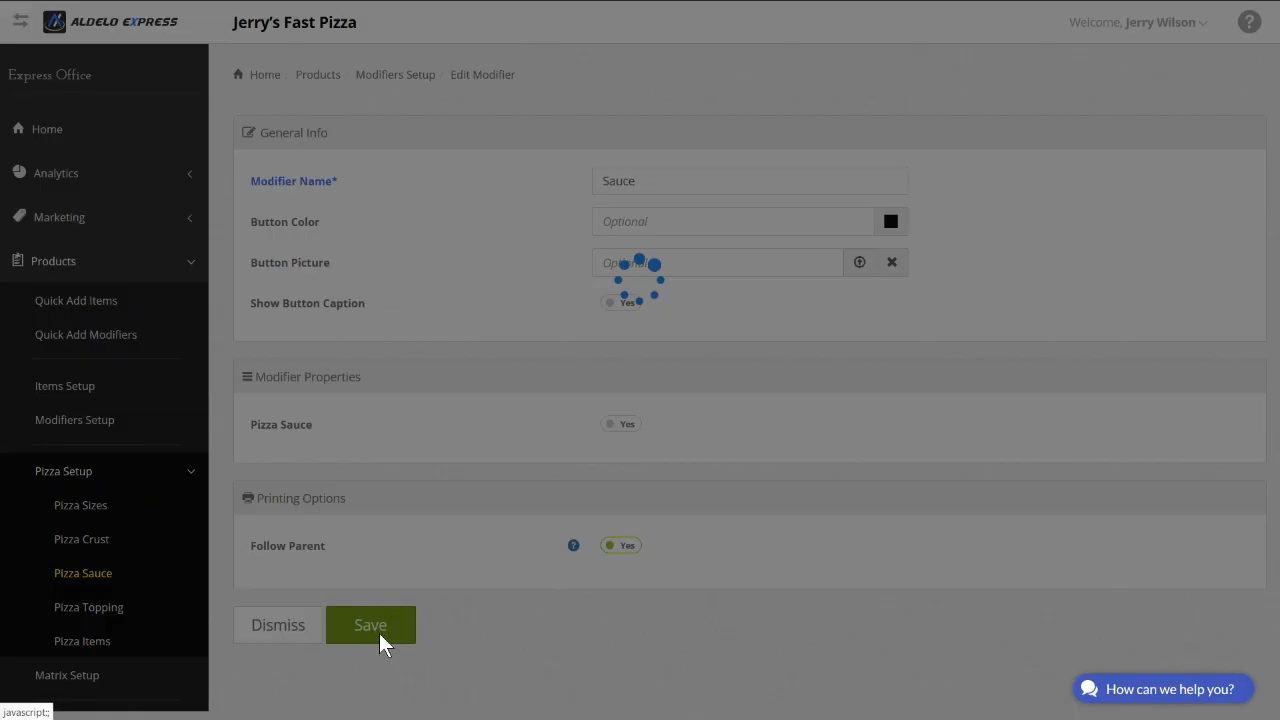 ALDELO EXPRESS
Jerry's Fast Pizza
Welcome, Jerry Wilson
?
Express Office
Home
Analytics
Marketing
Products
Quick Add Items
Quick Add Modifiers
Items Setup
Modifiers Setup
Pizza Setup
Pizza Sizes
Pizza Crust
Pizza Sauce
Pizza Topping
Pizza Items
Matrix Setup
javascript:;
Home / Products / Modifiers Setup / Edit Modifier
General Info
Modifier Name* Sauce
Button Color Optional
Button Picture
Show Button Caption Yes
Modifier Properties
Pizza Sauce Yes
Printing Options
Follow Parent ? Yes
Dismiss Save
How can we help you?